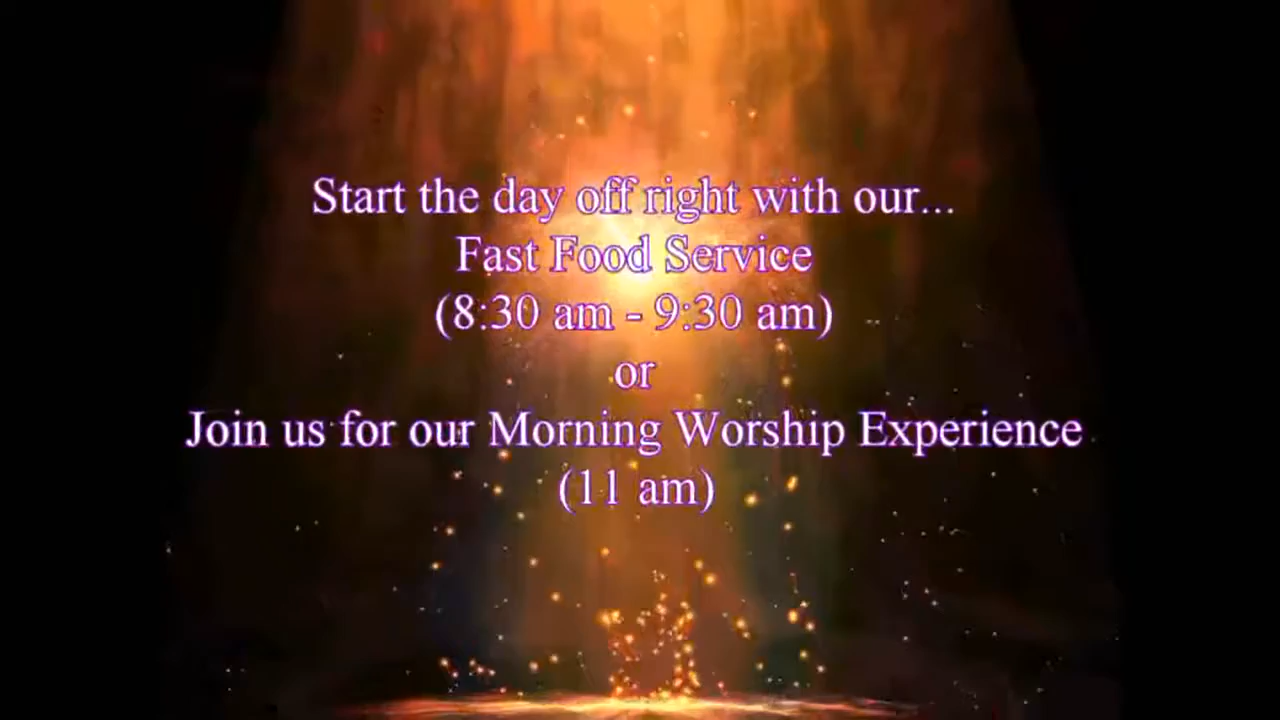 Start the day off right with our...
Fast Food Service
(8:30 am - 9:30 am)
or
Join us for our Morning Worship Experience
(11 am)